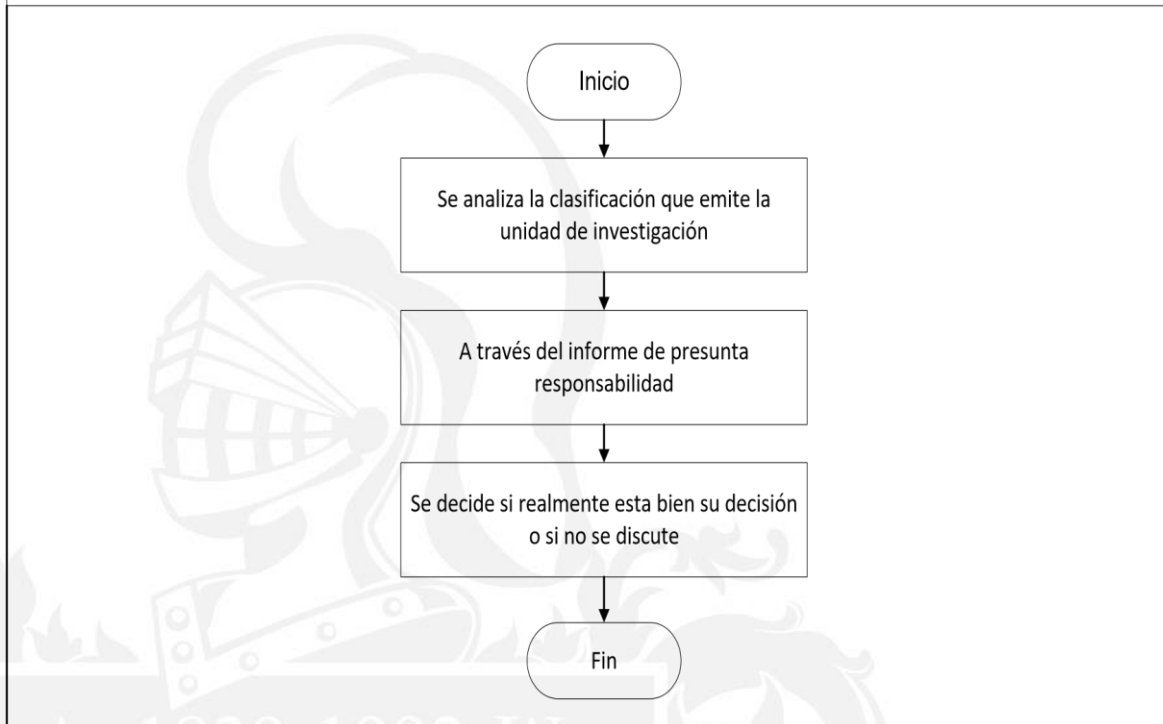 Inicio
Se analiza la clasificación que emite la
unidad de investigación
A través del informe de presunta
responsabilidad
Se decide si realmente esta bien su decisión
o si no se discute
Fin